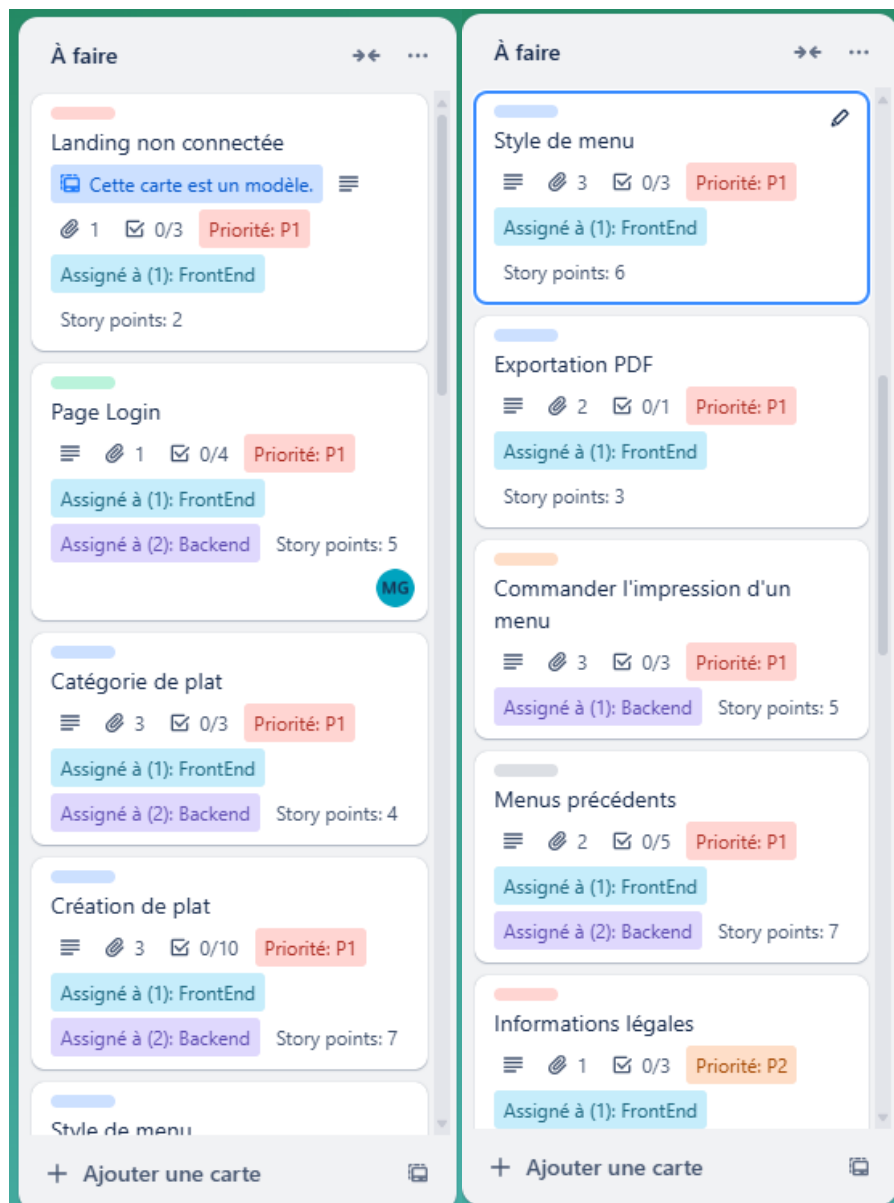 À faire
Landing non connectée
Cette carte est un modèle.
1 0/3 Priorité: P1
Assigné à (1): FrontEnd
Story points: 2
Page Login
1 0/4 Priorité: P1
Assigné à (1): FrontEnd
Assigné à (2): Backend Story points: 5
MG
Catégorie de plat
3 0/3 Priorité: P1
Assigné à (1): FrontEnd
Assigné à (2): Backend Story points: 4
Création de plat
3 0/10 Priorité: P1
Assigné à (1): FrontEnd
Assigné à (2): Backend Story points: 7
Style de menu
+ Ajouter une carte
À faire
Style de menu
3 0/3 Priorité: P1
Assigné à (1): FrontEnd
Story points: 6
Exportation PDF
2 0/1 Priorité: P1
Assigné à (1): FrontEnd
Story points: 3
Commander l'impression d'un
menu
3 0/3 Priorité: P1
Assigné à (1): Backend Story points: 5
Menus précédents
2 0/5 Priorité: P1
Assigné à (1): FrontEnd
Assigné à (2): Backend Story points: 7
Informations légales
1 0/3 Priorité: P2
Assigné à (1): FrontEnd
+ Ajouter une carte